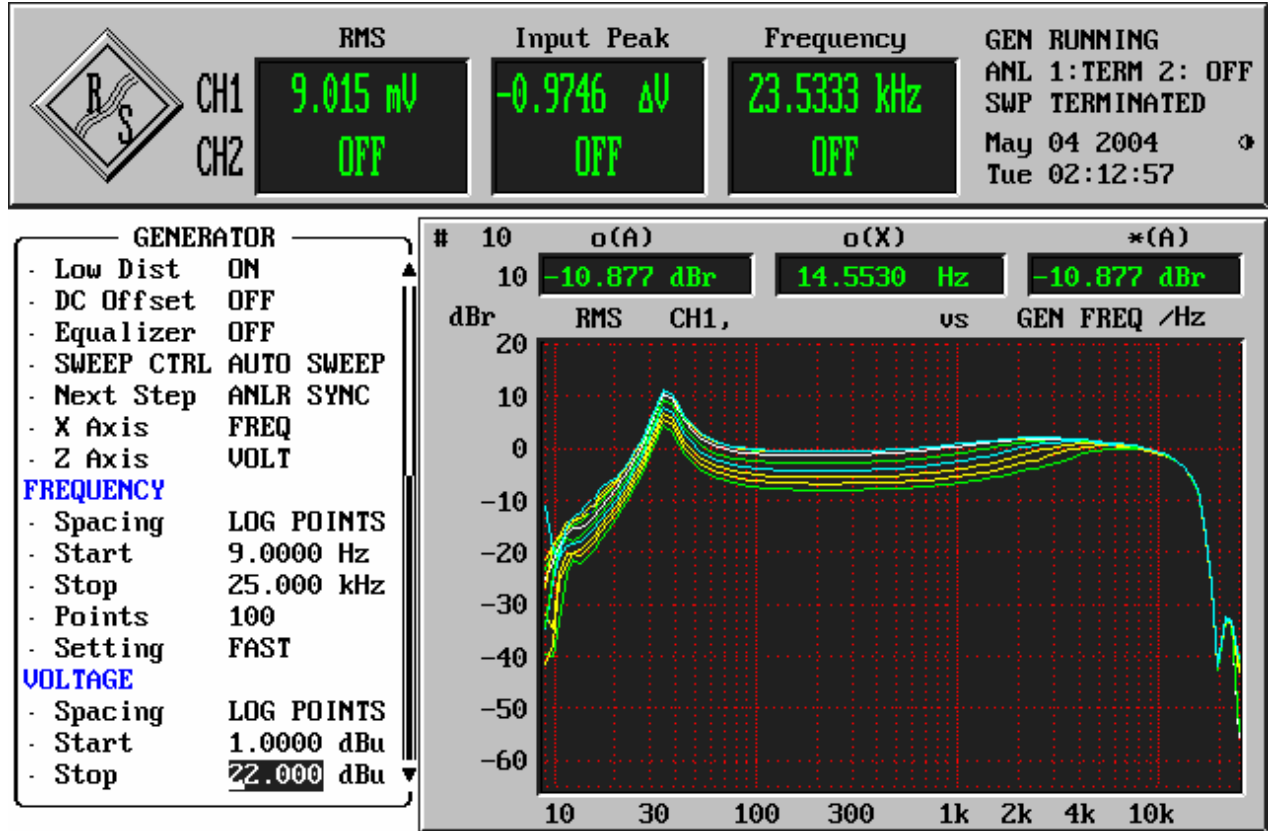 RMS Input Peak Frequency
RS
CH1 9.015 mV -0.9746 ΔV 23.5333 kHz
CH2 OFF OFF OFF
GEN RUNNING
ANL 1:TERM 2: OFF
SWP TERMINATED
May 04 2004
Tue 02:12:57
GENERATOR
· Low Dist ON
· DC Offset OFF
· Equalizer OFF
· SWEEP CTRL AUTO SWEEP
· Next Step ANLR SYNC
· X Axis FREQ
· Z Axis VOLT
FREQUENCY
· Spacing LOG POINTS
· Start 9.0000 Hz
· Stop 25.000 kHz
· Points 100
· Setting FAST
VOLTAGE
· Spacing LOG POINTS
· Start 1.0000 dBu
· Stop 22.000 dBu
# 10 o(A) o(X) *(A)
10 -10.877 dBr 14.5530 Hz -10.877 dBr
dBr RMS CH1, vs GEN FREQ /Hz
20
10
0
-10
-20
-30
-40
-50
-60
10 30 100 300 1k 2k 4k 10k